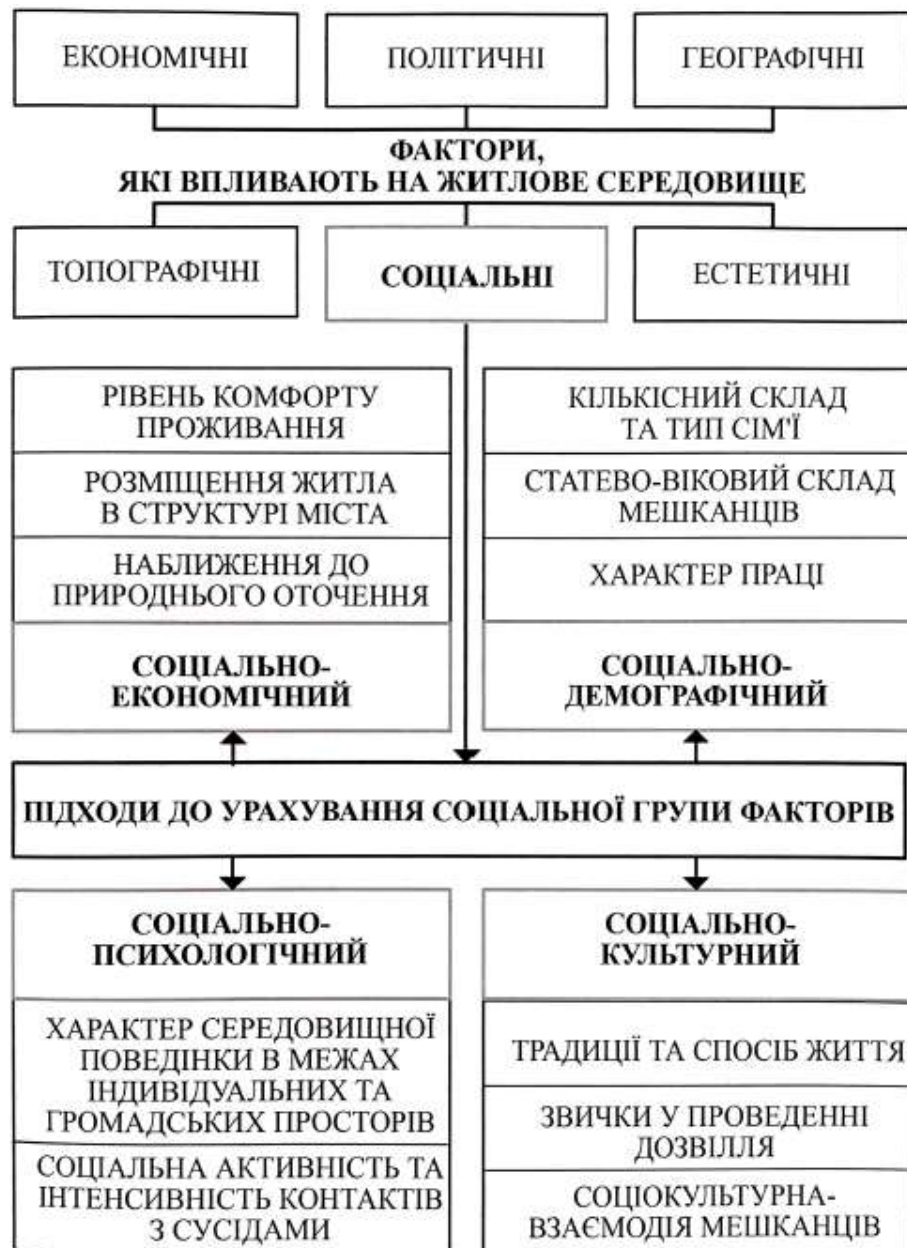 ЕКОНОМІЧНІ
ПОЛІТИЧНІ
ГЕОГРАФІЧНІ
ФАКТОРИ,
ЯКІ ВПЛИВАЮТЬ НА ЖИТЛОВЕ СЕРЕДОВИЩЕ
ТОПОГРАФІЧНІ
СОЦІАЛЬНІ
ЕСТЕТИЧНІ
РІВЕНЬ КОМФОРТУ
ПРОЖИВАННЯ
РОЗМІЩЕННЯ ЖИТЛА
В СТРУКТУРІ МІСТА
НАБЛИЖЕННЯ ДО
ПРИРОДНЬОГО ОТОЧЕННЯ
СОЦІАЛЬНО-
ЕКОНОМІЧНИЙ
КІЛЬКІСНИЙ СКЛАД
ТА ТИП СІМ'Ї
СТАТЕВО-ВІКОВИЙ СКЛАД
МЕШКАНЦІВ
ХАРАКТЕР ПРАЦІ
СОЦІАЛЬНО-
ДЕМОГРАФІЧНИЙ
ПІДХОДИ ДО УРАХУВАННЯ СОЦІАЛЬНОЇ ГРУПИ ФАКТОРІВ
СОЦІАЛЬНО-
ПСИХОЛОГІЧНИЙ
ХАРАКТЕР СЕРЕДОВИЩНОЇ
ПОВЕДІНКИ В МЕЖАХ
ІНДИВІДУАЛЬНИХ ТА
ГРОМАДСЬКИХ ПРОСТОРІВ
СОЦІАЛЬНА АКТИВНІСТЬ ТА
ІНТЕНСИВНІСТЬ КОНТАКТІВ
З СУСІДАМИ
СОЦІАЛЬНО-
КУЛЬТУРНИЙ
ТРАДИЦІЇ ТА СПОСІБ ЖИТТЯ
ЗВИЧКИ У ПРОВЕДЕННІ
ДОЗВІЛЛЯ
СОЦІОКУЛЬТУРНА-
ВЗАЄМОДІЯ МЕШКАНЦІВ